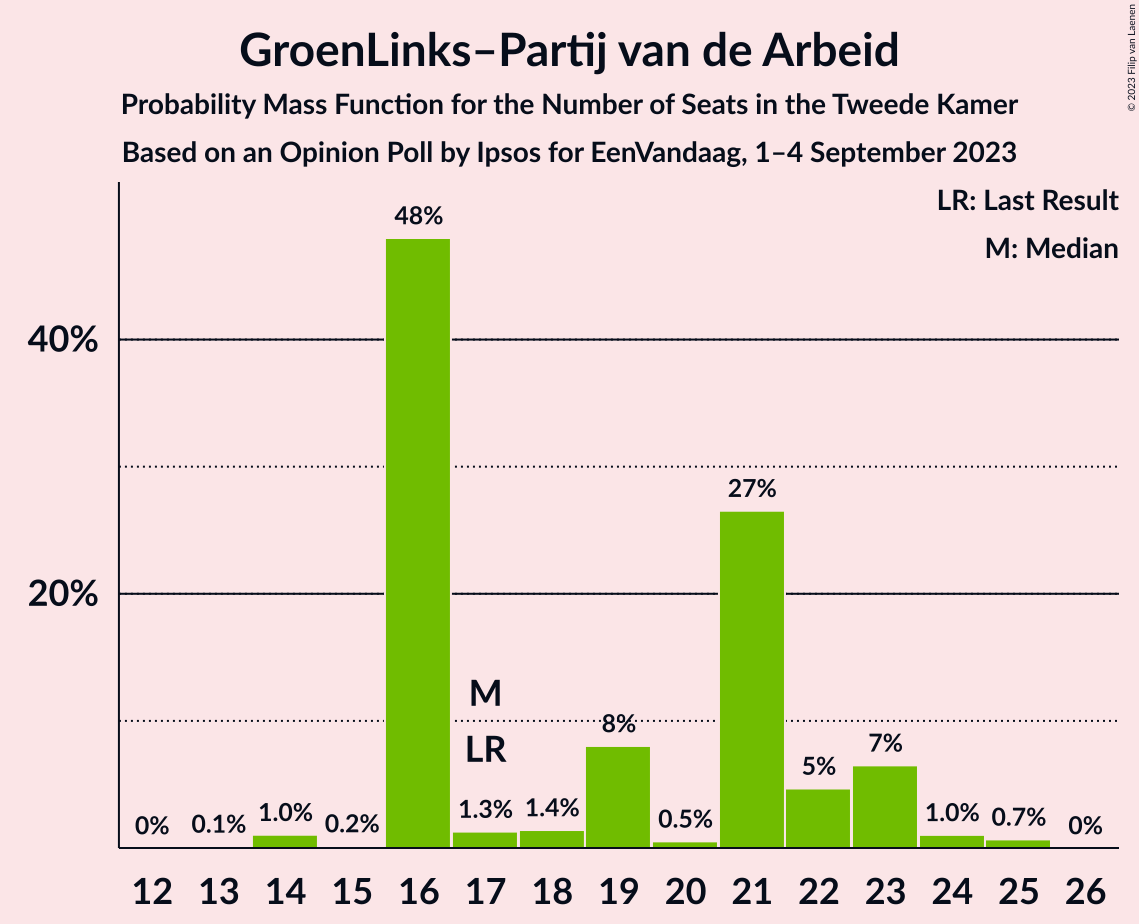 GroenLinks–Partij van de Arbeid
Probability Mass Function for the Number of Seats in the Tweede Kamer
Based on an Opinion Poll by Ipsos for EenVandaag, 1–4 September 2023
© 2023 Filip van Laenen
LR: Last Result
M: Median
40%
20%
0%
0.1%
1.0%
0.2%
48%
M
LR
1.3%
1.4%
8%
0.5%
27%
5%
7%
1.0%
0.7%
0%
12 13 14 15 16 17 18 19 20 21 22 23 24 25 26